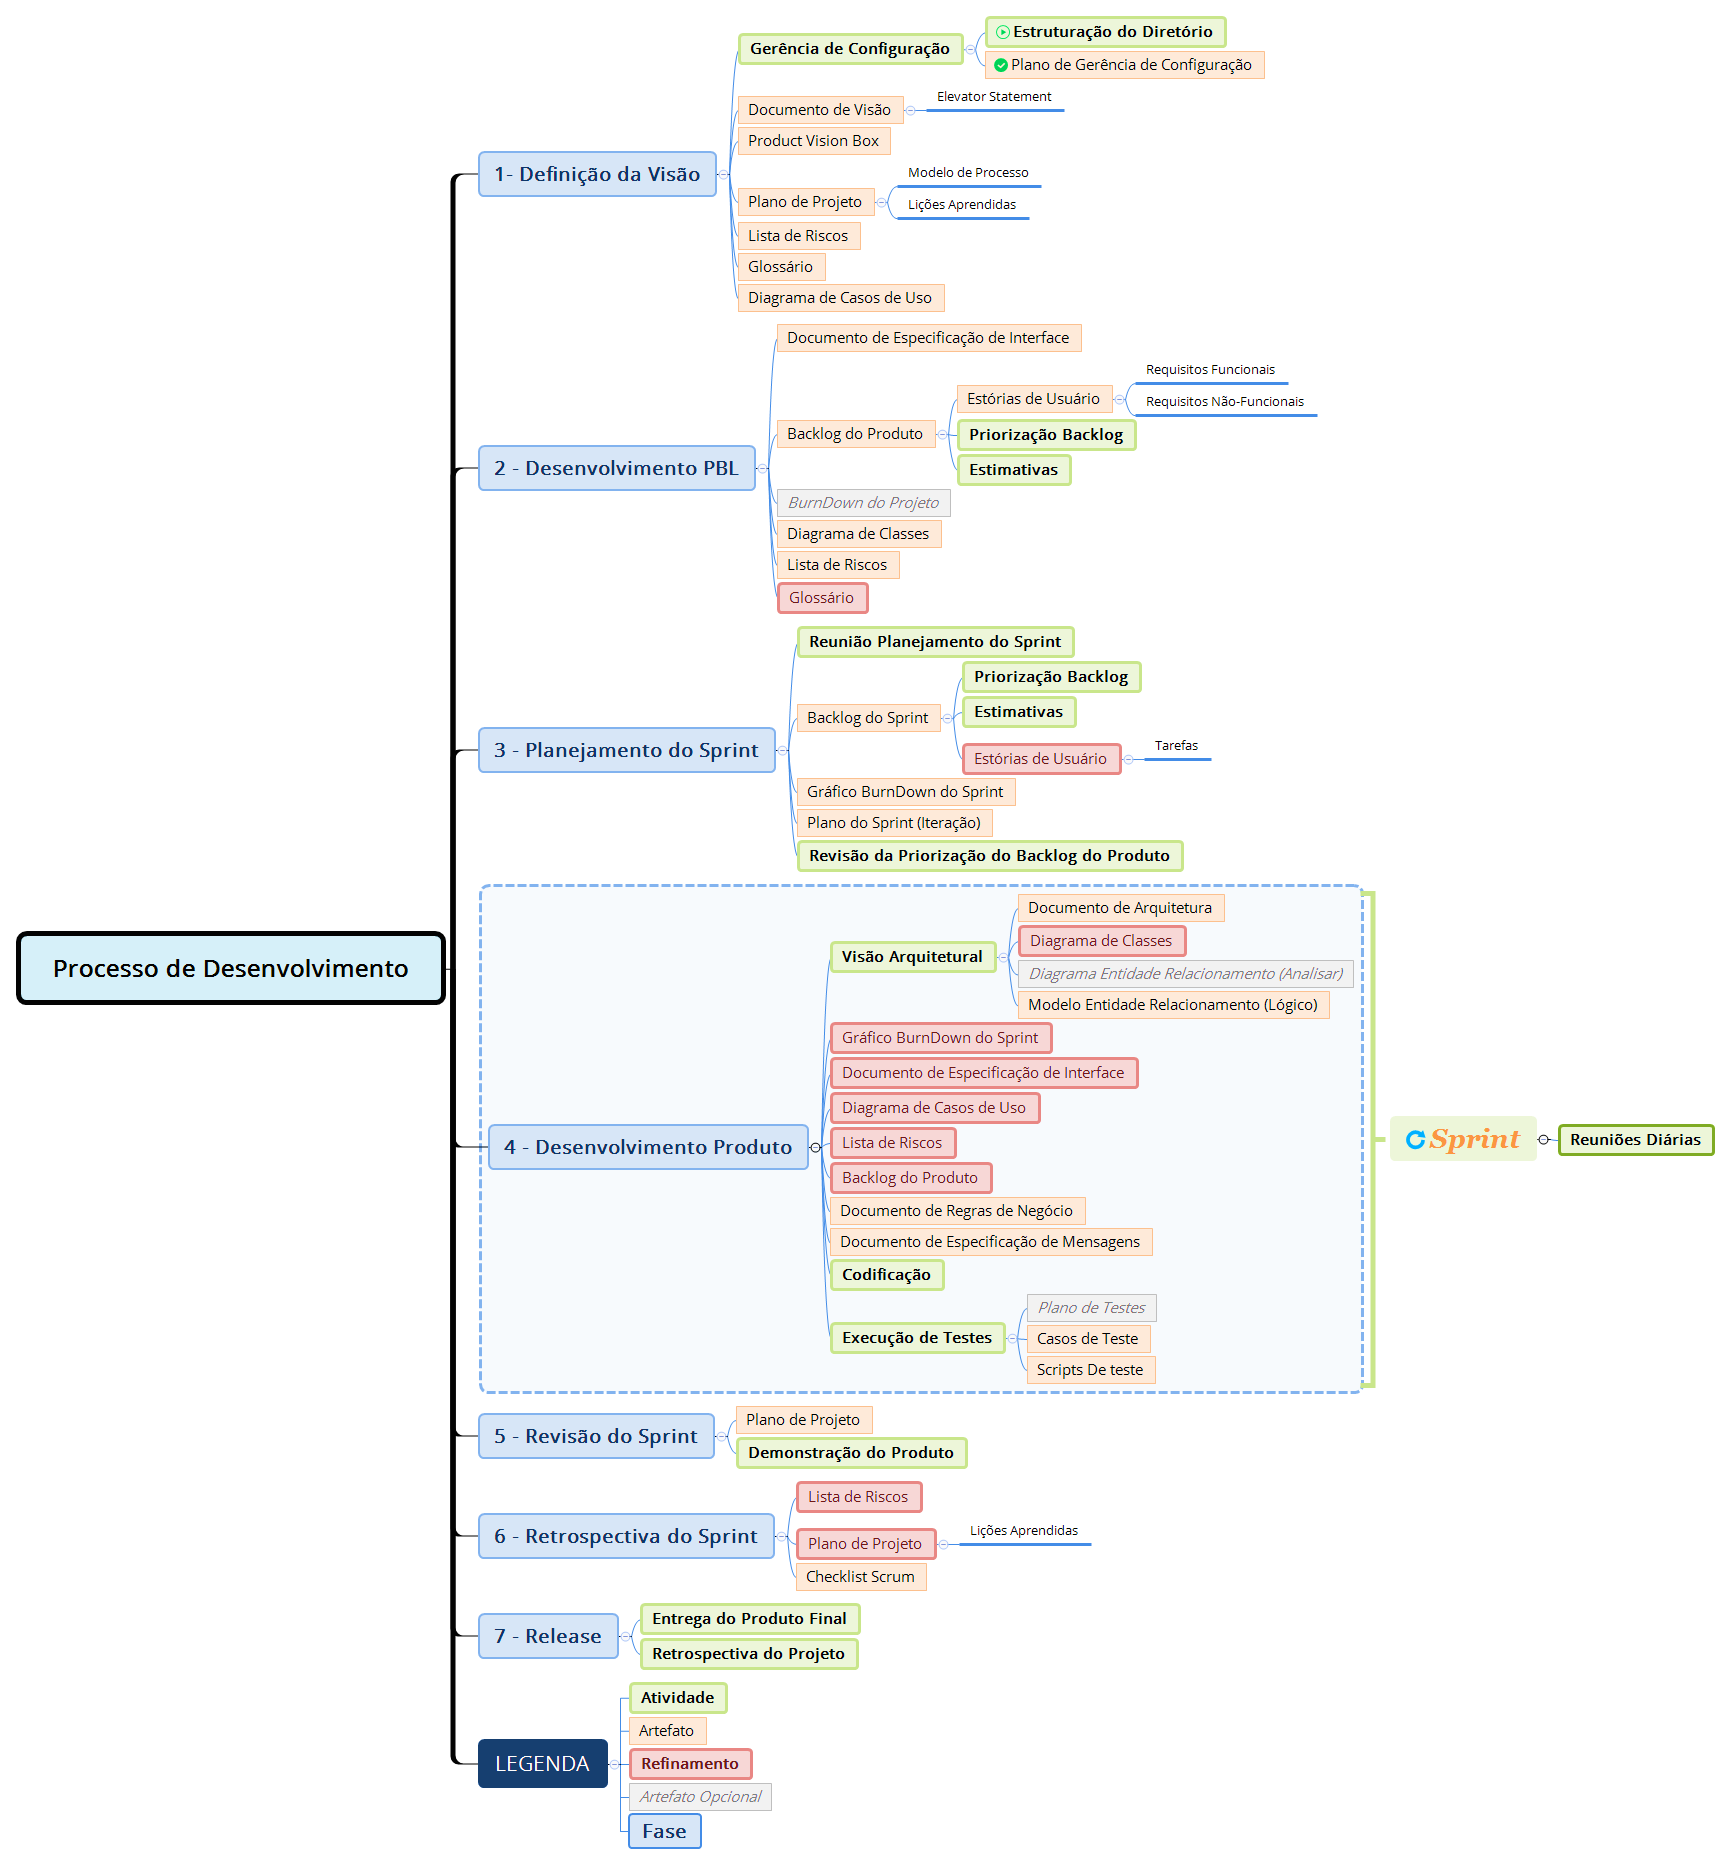 Processo de Desenvolvimento
1- Definição da Visão
Gerência de Configuração
Estruturação do Diretório
Plano de Gerência de Configuração
Documento de Visão
Elevator Statement
Product Vision Box
Plano de Projeto
Modelo de Processo
Lições Aprendidas
Lista de Riscos
Glossário
Diagrama de Casos de Uso
2 - Desenvolvimento PBL
Documento de Especificação de Interface
Backlog do Produto
Estórias de Usuário
Requisitos Funcionais
Requisitos Não-Funcionais
Priorização Backlog
Estimativas
BurnDown do Projeto
Diagrama de Classes
Lista de Riscos
Glossário
3 - Planejamento do Sprint
Reunião Planejamento do Sprint
Backlog do Sprint
Priorização Backlog
Estimativas
Estórias de Usuário
Tarefas
Gráfico BurnDown do Sprint
Plano do Sprint (Iteração)
Revisão da Priorização do Backlog do Produto
4 - Desenvolvimento Produto
Visão Arquitetural
Documento de Arquitetura
Diagrama de Classes
Diagrama Entidade Relacionamento (Analisar)
Modelo Entidade Relacionamento (Lógico)
Gráfico BurnDown do Sprint
Documento de Especificação de Interface
Diagrama de Casos de Uso
Lista de Riscos
Backlog do Produto
Documento de Regras de Negócio
Documento de Especificação de Mensagens
Codificação
Execução de Testes
Plano de Testes
Casos de Teste
Scripts De teste
Sprint
Reuniões Diárias
5 - Revisão do Sprint
Plano de Projeto
Demonstração do Produto
6 - Retrospectiva do Sprint
Lista de Riscos
Plano de Projeto
Lições Aprendidas
Checklist Scrum
7 - Release
Entrega do Produto Final
Retrospectiva do Projeto
LEGENDA
Atividade
Artefato
Refinamento
Artefato Opcional
Fase